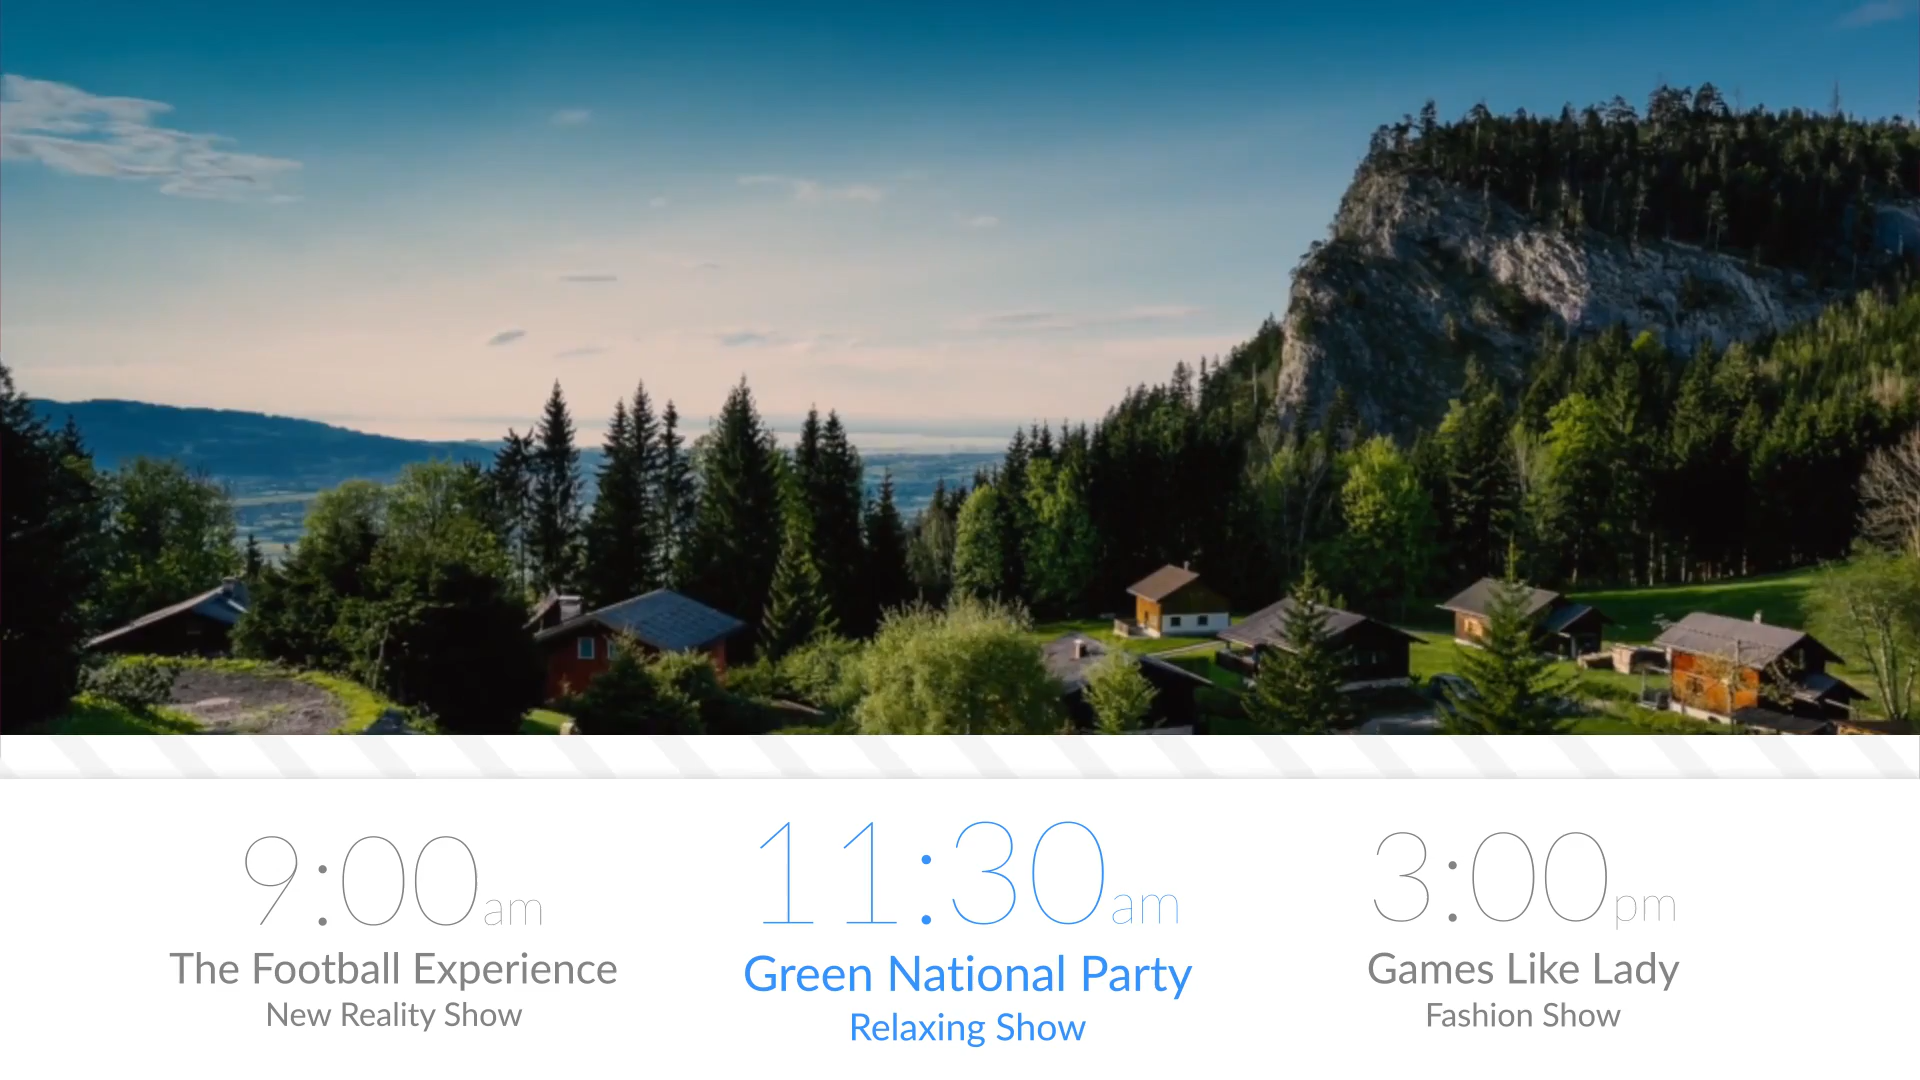 9:00am
The Football Experience
New Reality Show
11:30am
Green National Party
Relaxing Show
3:00pm
Games Like Lady
Fashion Show